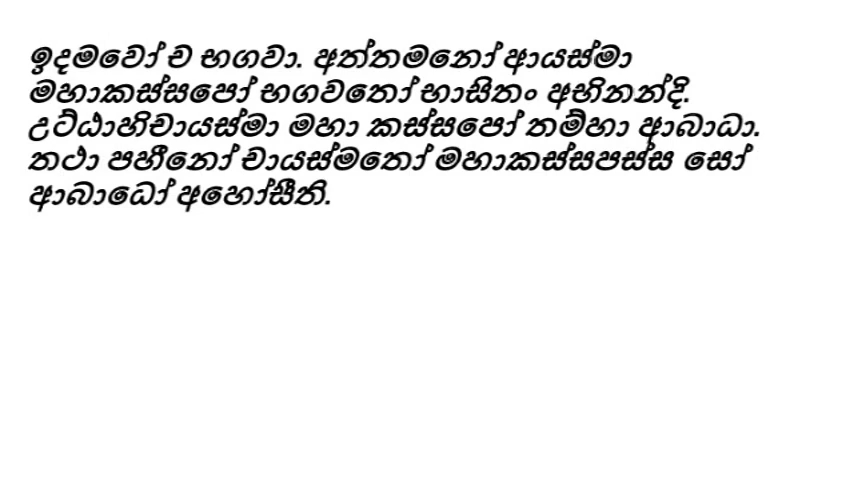 ඉදමවෝ ච භගවා. අත්තමනෝ ආයස්මා
මහාකස්සපෝ භගවතෝ භාසිතං අභිනන්දි.
උට්ඨාහිචායස්මා මහා කස්සපෝ තම්හා ආබාධා.
තථා පහීනෝ චායස්මතෝ මහාකස්සපස්ස සෝ
ආබාධෝ අහෝසීති.